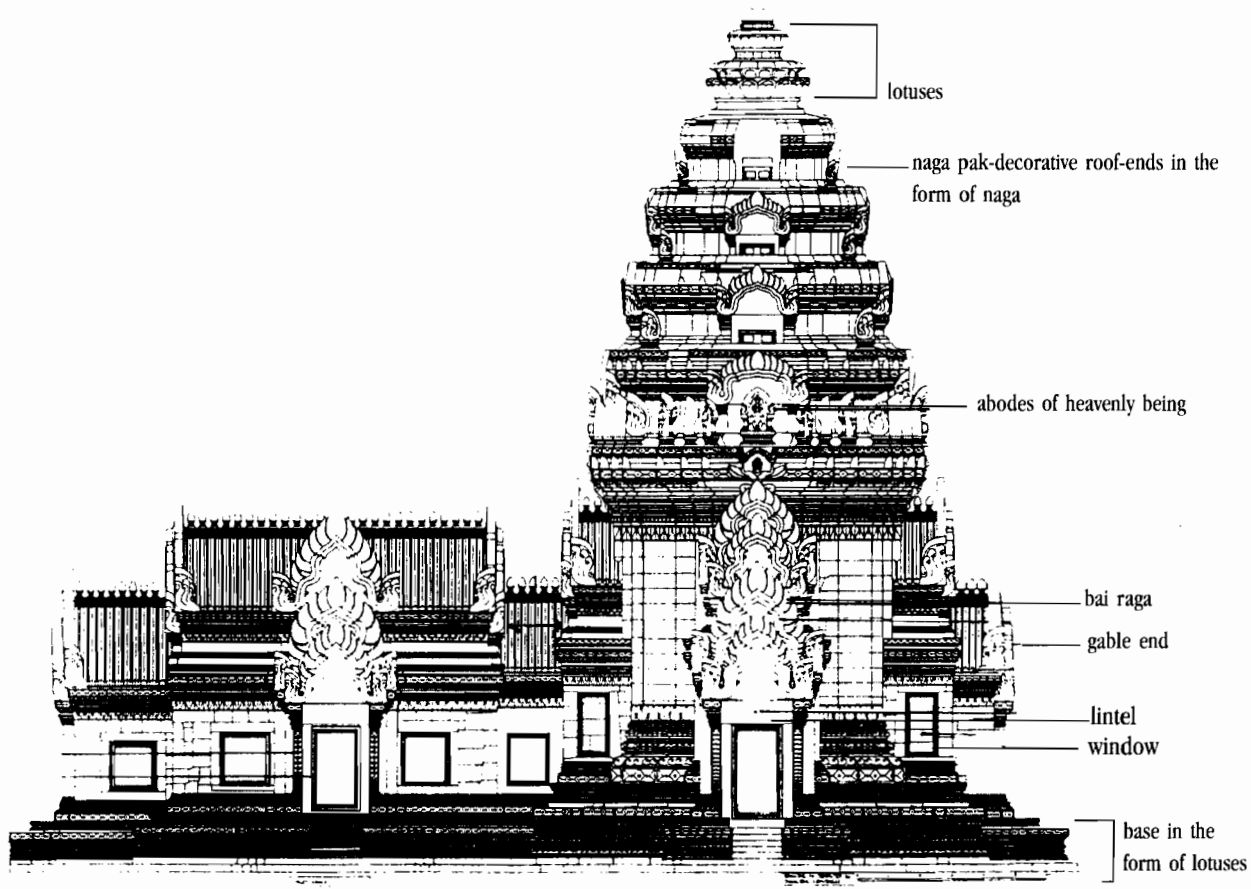 lotuses
naga pak-decorative roof-ends in the
form of naga
abodes of heavenly being
bai raga
gable end
lintel
window
base in the
form of lotuses